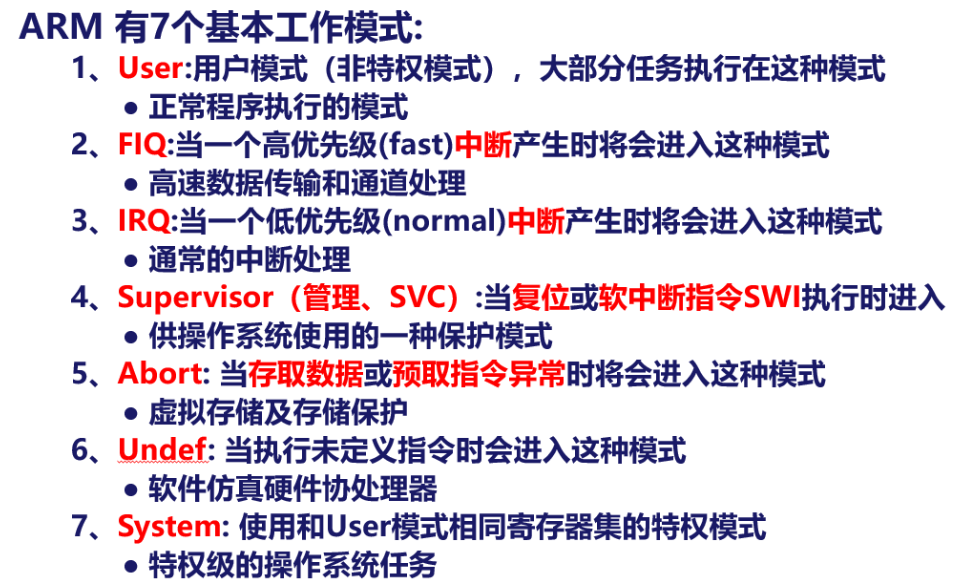 ARM 有7个基本工作模式:
1、User:用户模式（非特权模式），大部分任务执行在这种模式
● 正常程序执行的模式
2、FIQ:当一个高优先级(fast)中断产生时将会进入这种模式
● 高速数据传输和通道处理
3、IRQ:当一个低优先级(normal)中断产生时将会进入这种模式
● 通常的中断处理
4、Supervisor（管理、SVC）:当复位或软中断指令SWI执行时进入
● 供操作系统使用的一种保护模式
5、Abort: 当存取数据或预取指令异常时将会进入这种模式
● 虚拟存储及存储保护
6、Undef: 当执行未定义指令时会进入这种模式
● 软件仿真硬件协处理器
7、System: 使用和User模式相同寄存器集的特权模式
● 特权级的操作系统任务